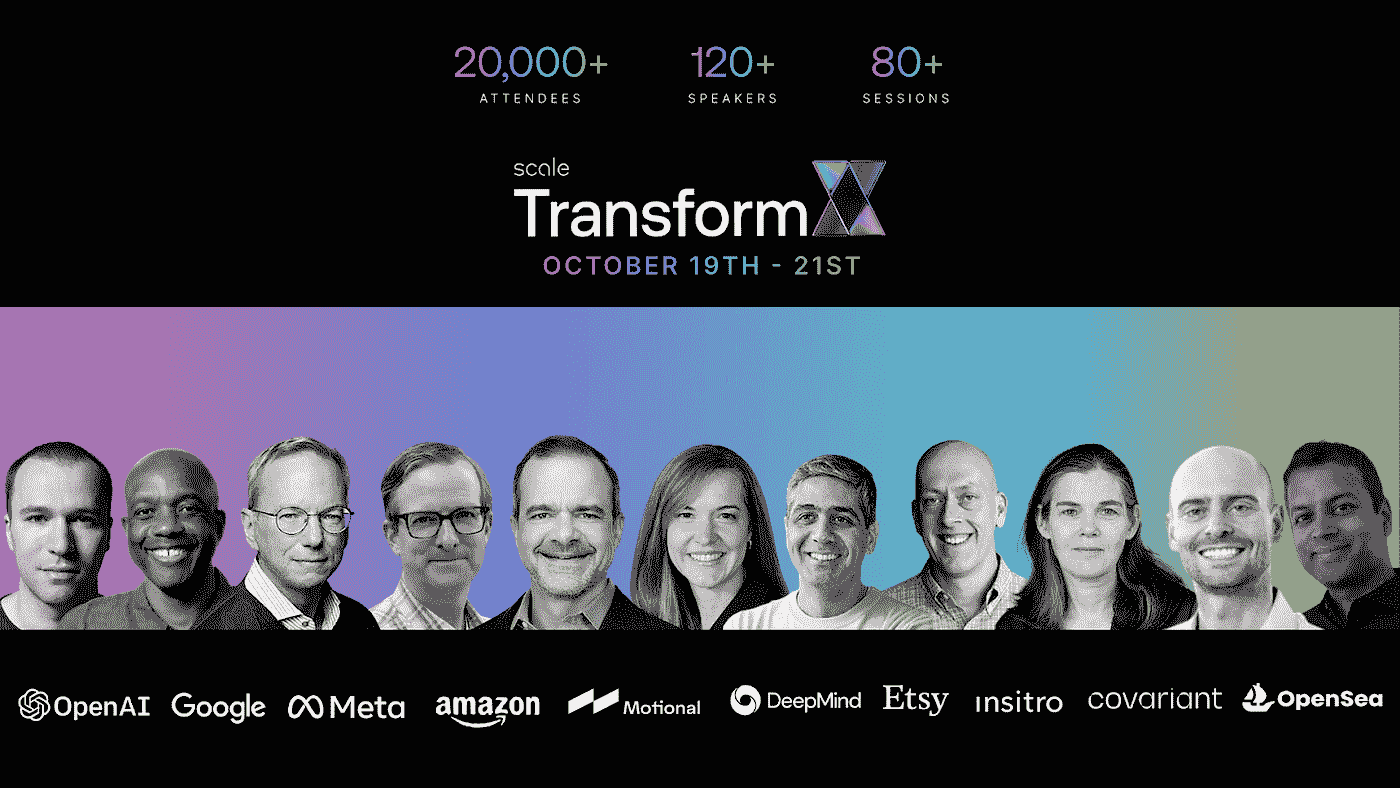 20,000+ 120+ 80+
ATTENDEES SPEAKERS SESSIONS
scale
TransformX
OCTOBER 19TH - 21ST
OpenAI Google Meta amazon Motional DeepMind Etsy insitro covariant OpenSea